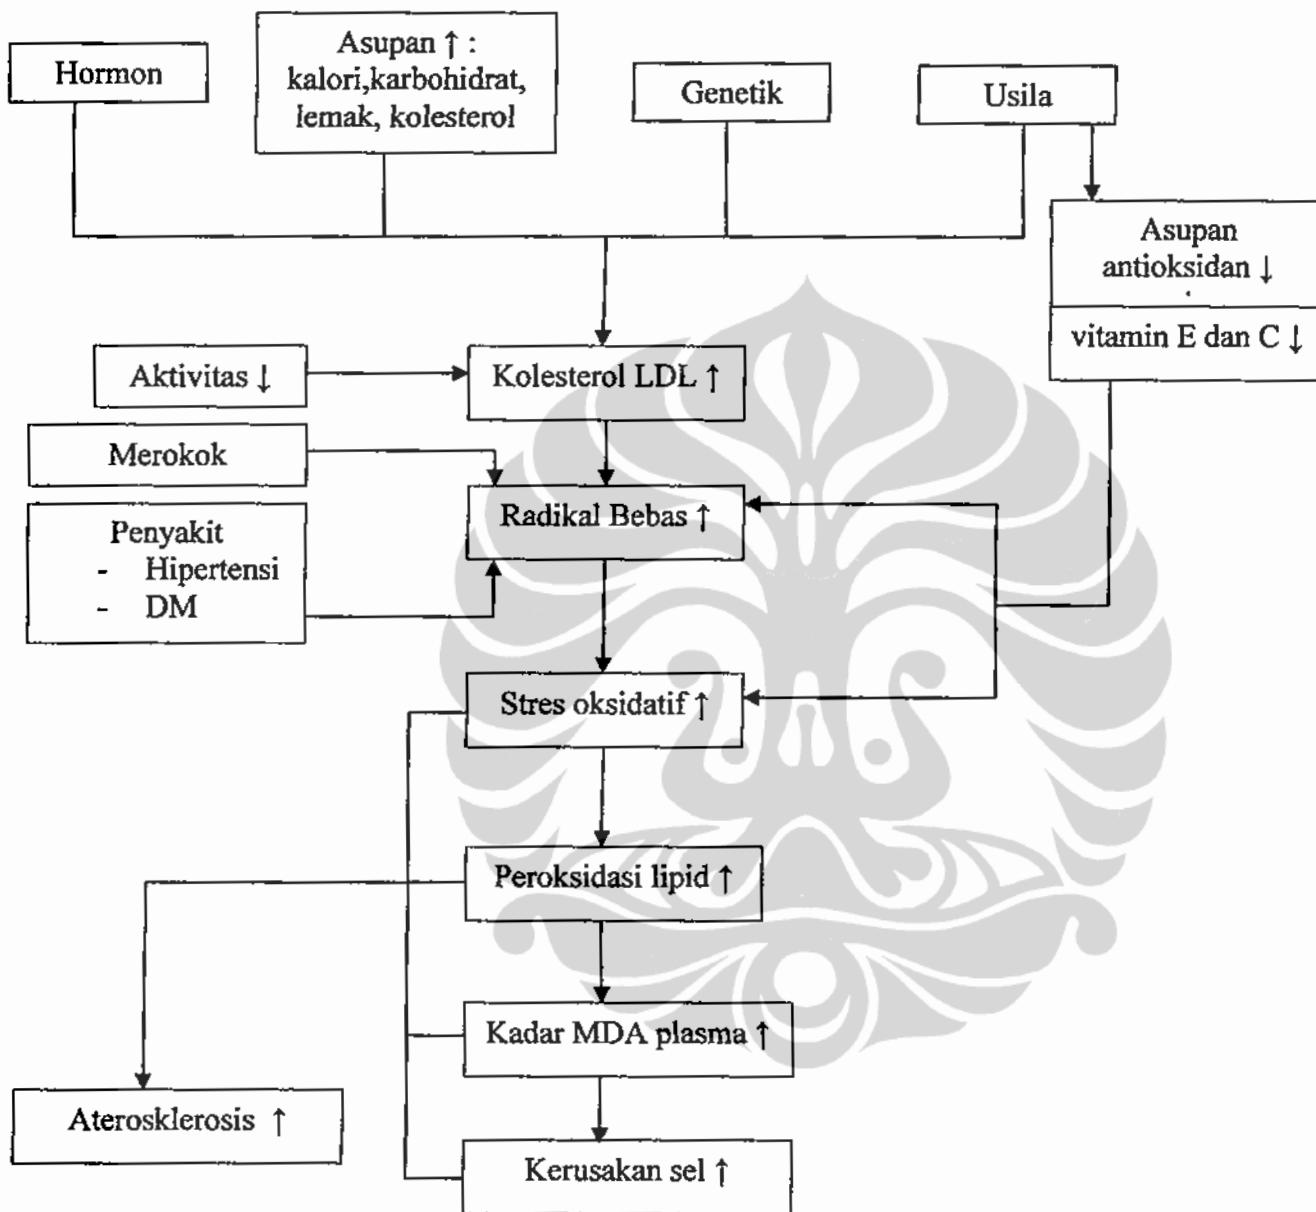 Hormon
Asupan ↑ :
kalori,karbohidrat,
lemak, kolesterol
Genetik
Usila
Asupan
antioksidan ↓
vitamin E dan C ↓
Aktivitas ↓
Kolesterol LDL ↑
Merokok
Radikal Bebas ↑
Penyakit
- Hipertensi
- DM
Stres oksidatif ↑
Peroksidasi lipid ↑
Kadar MDA plasma ↑
Aterosklerosis ↑
Kerusakan sel ↑